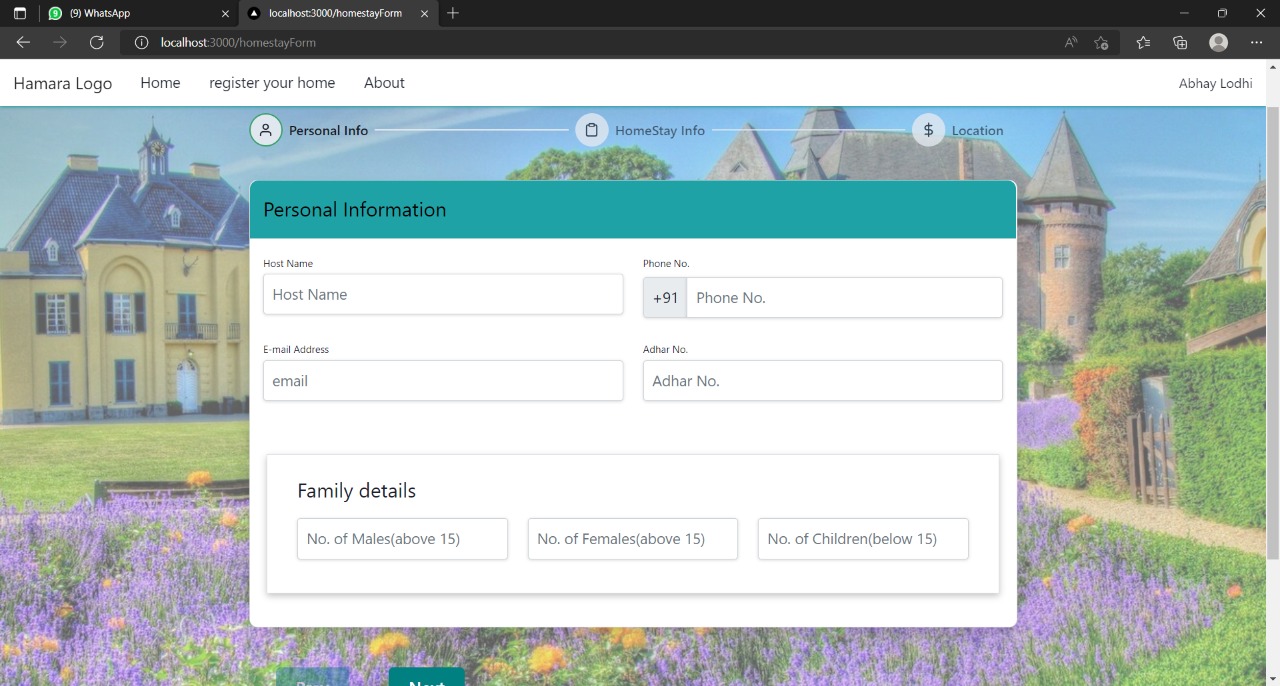 (9) WhatsApp
localhost:3000/homestayForm
localhost:3000/homestayForm
Hamara Logo Home register your home About Abhay Lodhi
Personal Info HomeStay Info $ Location
Personal Information
Host Name Phone No.
Host Name +91 Phone No.
E-mail Address Adhar No.
email Adhar No.
Family details
No. of Males(above 15) No. of Females(above 15) No. of Children(below 15)
Next